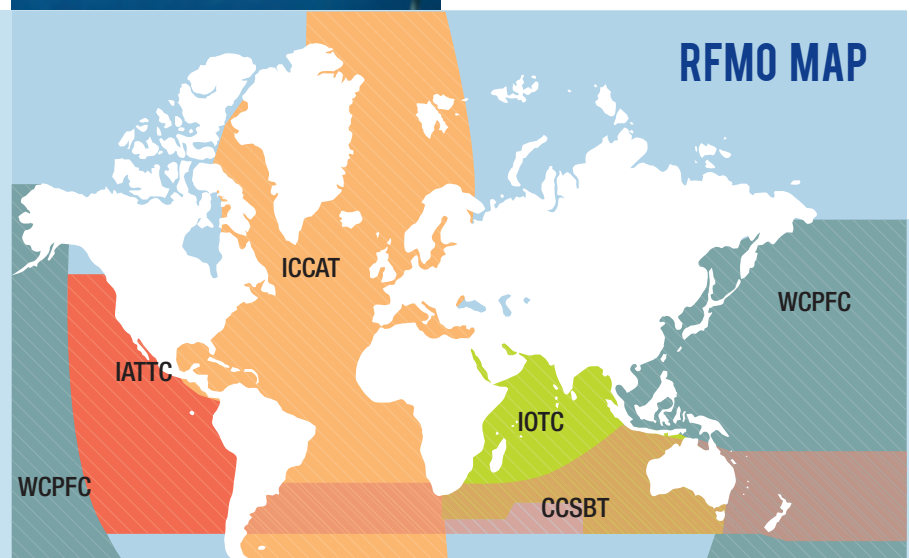 RFMO MAP
ICCAT
WCPFC
IATTC
IOTC
WCPFC
CCSBT